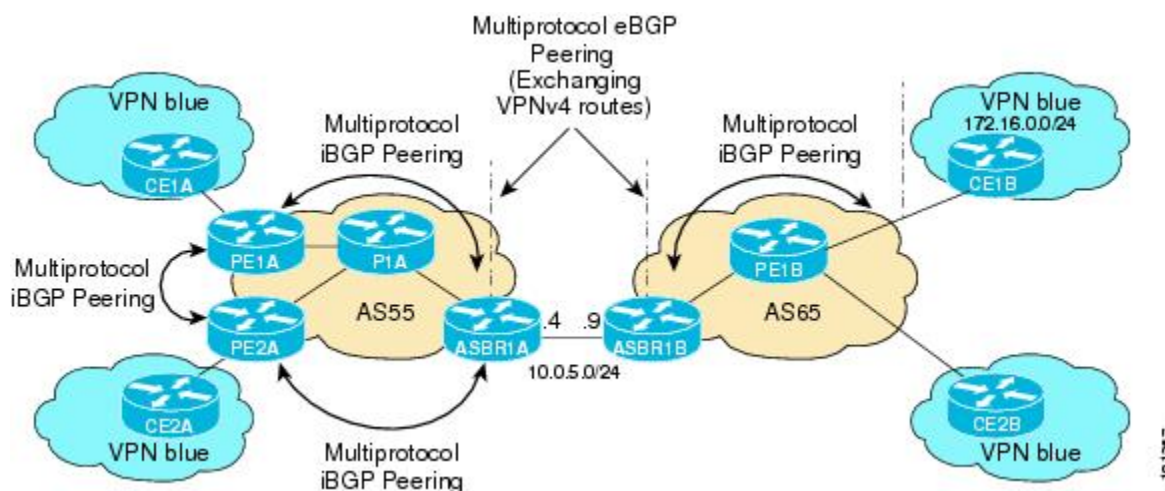 Multiprotocol eBGP
Peering
(Exchanging
VPNv4 routes)
VPN blue
Multiprotocol
iBGP Peering
Multiprotocol
iBGP Peering
VPN blue
172.16.0.0/24
CE1A
CE1B
PE1A
P1A
PE1B
Multiprotocol
iBGP Peering
AS55
AS65
PE2A
ASBR1A
.4
.9
ASBR1B
10.0.5.0/24
CE2A
VPN blue
CE2B
VPN blue
Multiprotocol
iBGP Peering